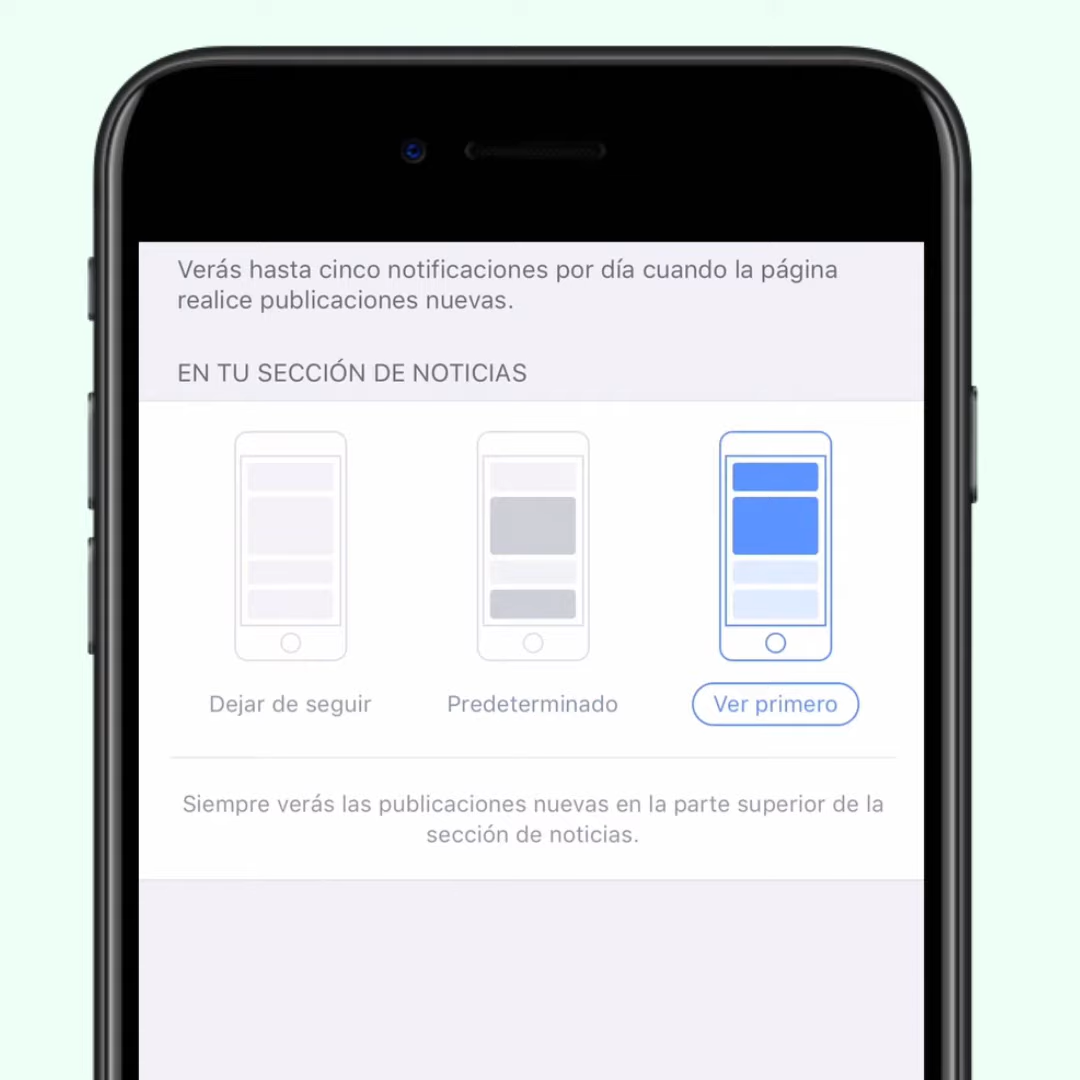 Verás hasta cinco notificaciones por día cuando la página
realice publicaciones nuevas.
EN TU SECCIÓN DE NOTICIAS
Dejar de seguir
Predeterminado
Ver primero
Siempre verás las publicaciones nuevas en la parte superior de la
sección de noticias.